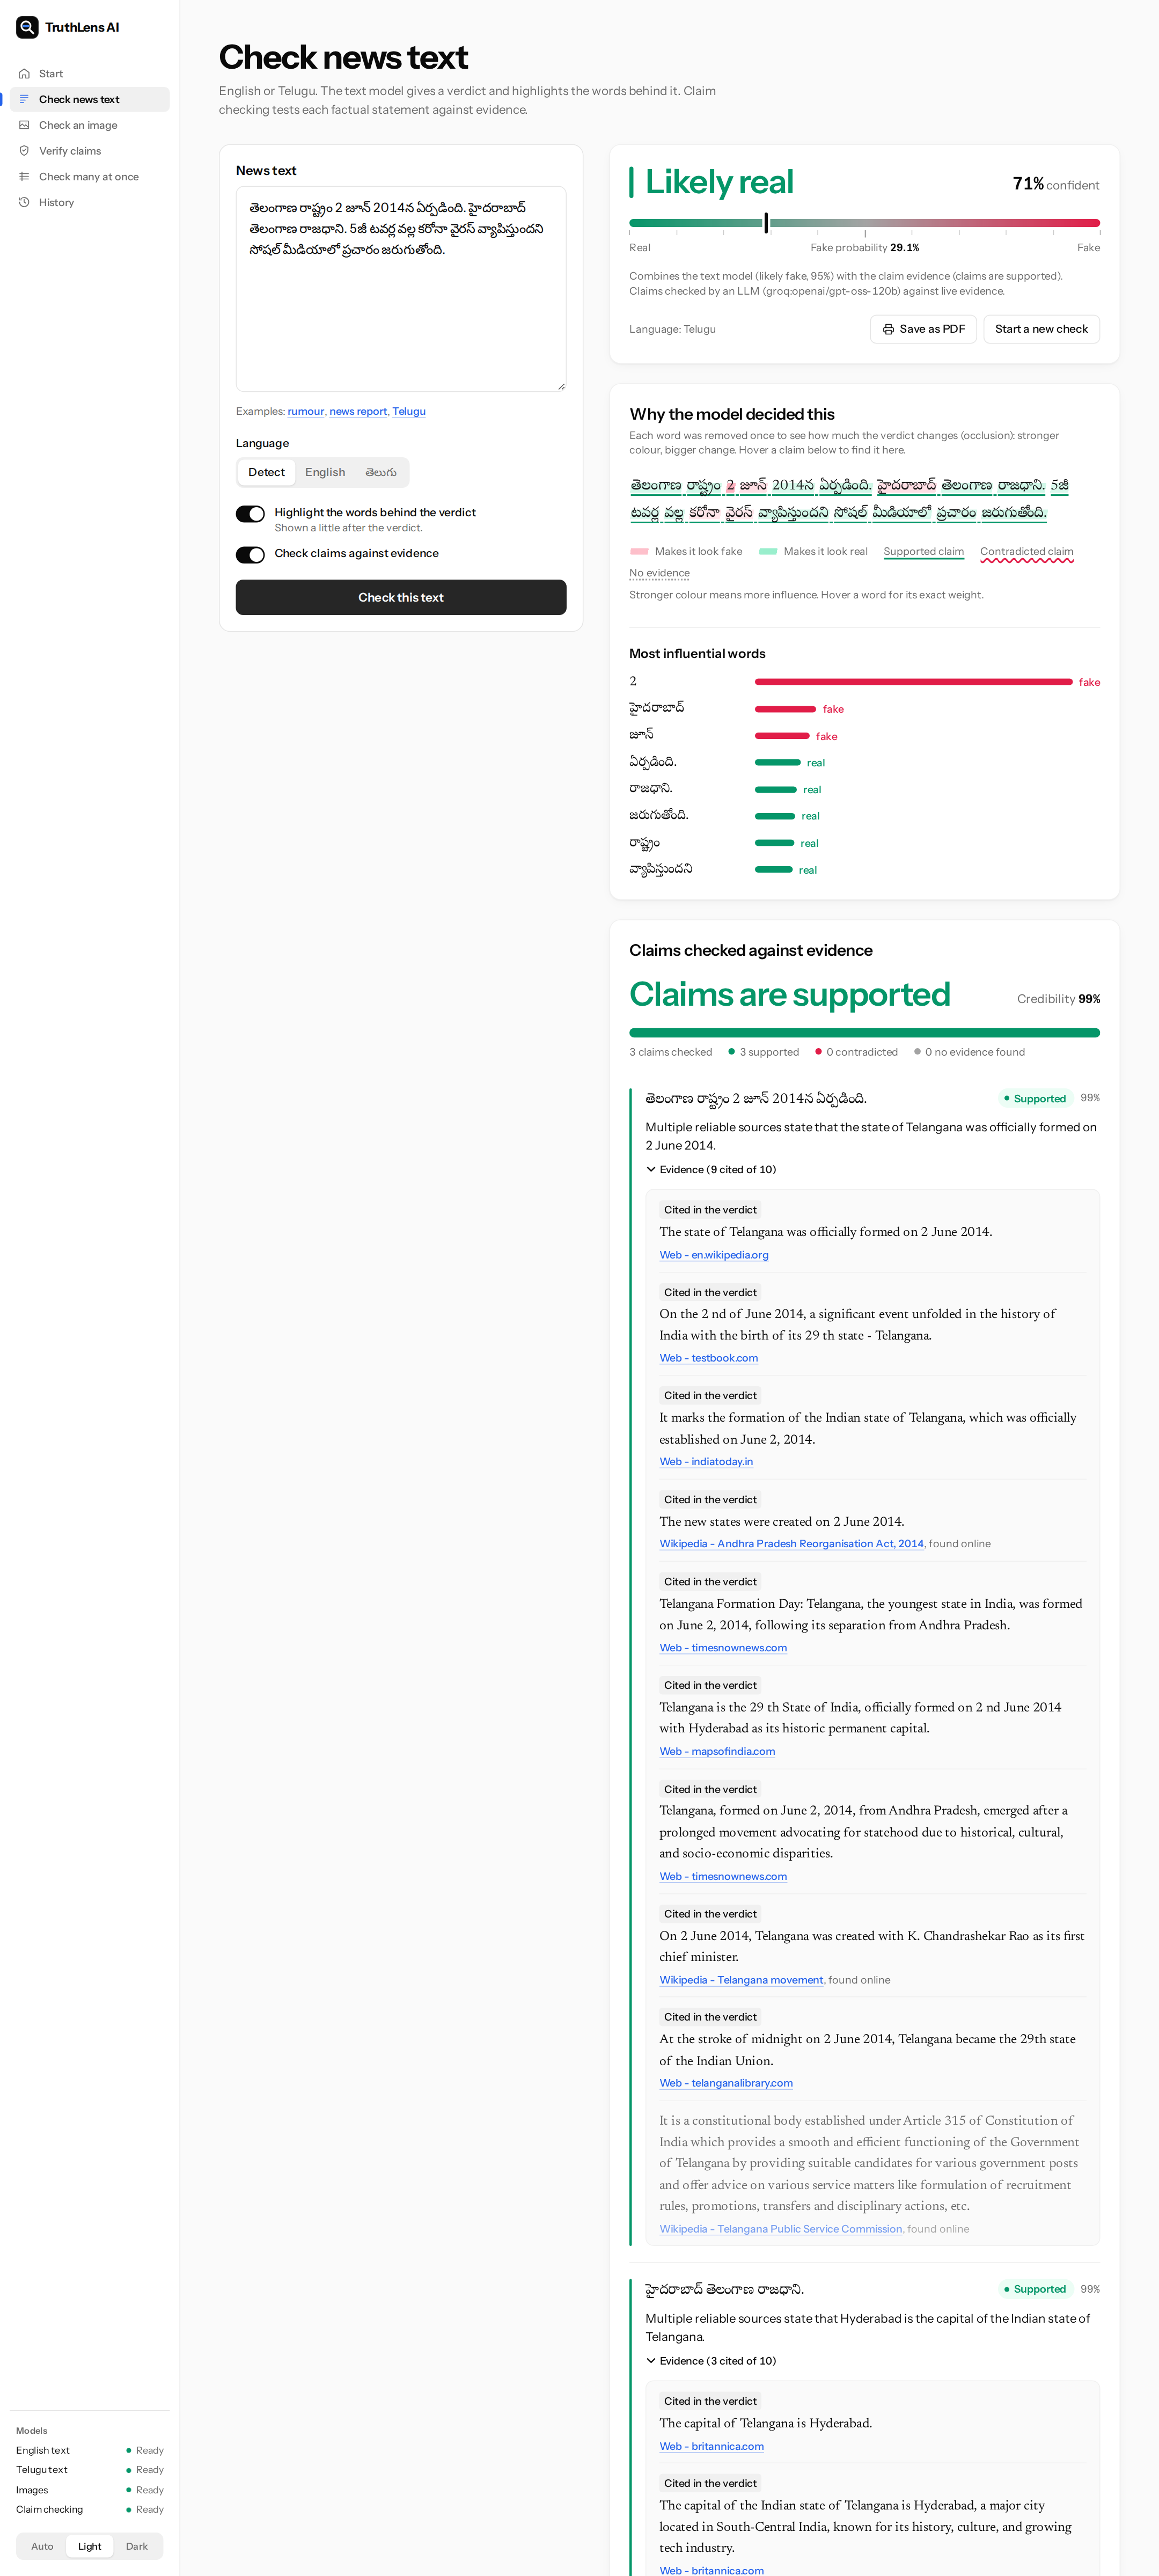 TruthLens AI
Start
Check news text
Check an image
Verify claims
Check many at once
History
Check news text
English or Telugu. The text model gives a verdict and highlights the words behind it. Claim
checking tests each factual statement against evidence.
News text
తెలంగాణ రాష్ట్రం 2 జూన్ 2014న ఏర్పడింది. హైదరాబాద్
తెలంగాణ రాజధాని. 5జీ టవర్ల వల్ల కరోనా వైరస్ వ్యాపిస్తుందని
సోషల్ మీడియాలో ప్రచారం జరుగుతోంది.
Examples: rumour, news report, Telugu
Language
Detect English తెలుగు
Highlight the words behind the verdict
Shown a little after the verdict.
Check claims against evidence
Check this text
Likely real
71% confident
Real Fake probability 29.1% Fake
Combines the text model (likely fake, 95%) with the claim evidence (claims are supported).
Claims checked by an LLM (groq:openai/gpt-oss-120b) against live evidence.
Language: Telugu
Save as PDF
Start a new check
Why the model decided this
Each word was removed once to see how much the verdict changes (occlusion): stronger
colour, bigger change. Hover a claim below to find it here.
తెలంగాణ రాష్ట్రం 2 జూన్ 2014న ఏర్పడింది. హైదరాబాద్ తెలంగాణ రాజధాని. 5జీ
టవర్ల వల్ల కరోనా వైరస్ వ్యాపిస్తుందని సోషల్ మీడియాలో ప్రచారం జరుగుతోంది.
Makes it look fake Makes it look real Supported claim Contradicted claim
No evidence
Stronger colour means more influence. Hover a word for its exact weight.
Most influential words
2 fake
హైదరాబాద్ fake
జూన్ fake
ఏర్పడింది. real
రాజధాని. real
జరుగుతోంది. real
రాష్ట్రం real
వ్యాపిస్తుందని real
Claims checked against evidence
Claims are supported
Credibility 99%
3 claims checked 3 supported 0 contradicted 0 no evidence found
తెలంగాణ రాష్ట్రం 2 జూన్ 2014న ఏర్పడింది. Supported 99%
Multiple reliable sources state that the state of Telangana was officially formed on
2 June 2014.
Evidence (9 cited of 10)
Cited in the verdict
The state of Telangana was officially formed on 2 June 2014.
Web - en.wikipedia.org
Cited in the verdict
On the 2 nd of June 2014, a significant event unfolded in the history of
India with the birth of its 29 th state - Telangana.
Web - testbook.com
Cited in the verdict
It marks the formation of the Indian state of Telangana, which was officially
established on June 2, 2014.
Web - indiatoday.in
Cited in the verdict
The new states were created on 2 June 2014.
Wikipedia - Andhra Pradesh Reorganisation Act, 2014, found online
Cited in the verdict
Telangana Formation Day: Telangana, the youngest state in India, was formed
on June 2, 2014, following its separation from Andhra Pradesh.
Web - timesnownews.com
Cited in the verdict
Telangana is the 29 th State of India, officially formed on 2 nd June 2014
with Hyderabad as its historic permanent capital.
Web - mapsofindia.com
Cited in the verdict
Telangana, formed on June 2, 2014, from Andhra Pradesh, emerged after a
prolonged movement advocating for statehood due to historical, cultural,
and socio-economic disparities.
Web - timesnownews.com
Cited in the verdict
On 2 June 2014, Telangana was created with K. Chandrashekar Rao as its first
chief minister.
Wikipedia - Telangana movement, found online
Cited in the verdict
At the stroke of midnight on 2 June 2014, Telangana became the 29th state
of the Indian Union.
Web - telanganalibrary.com
It is a constitutional body established under Article 315 of Constitution of
India which provides a smooth and efficient functioning of the Government
of Telangana by providing suitable candidates for various government posts
and offer advice on various service matters like formulation of recruitment
rules, promotions, transfers and disciplinary actions, etc.
Wikipedia - Telangana Public Service Commission, found online
హైదరాబాద్ తెలంగాణ రాజధాని. Supported 99%
Multiple reliable sources state that Hyderabad is the capital of the Indian state of
Telangana.
Evidence (3 cited of 10)
Cited in the verdict
The capital of Telangana is Hyderabad.
Web - britannica.com
Cited in the verdict
The capital of the Indian state of Telangana is Hyderabad, a major city
located in South-Central India, known for its history, culture, and growing
tech industry.
Web - britannica.com
Models
English text Ready
Telugu text Ready
Images Ready
Claim checking Ready
Auto Light Dark